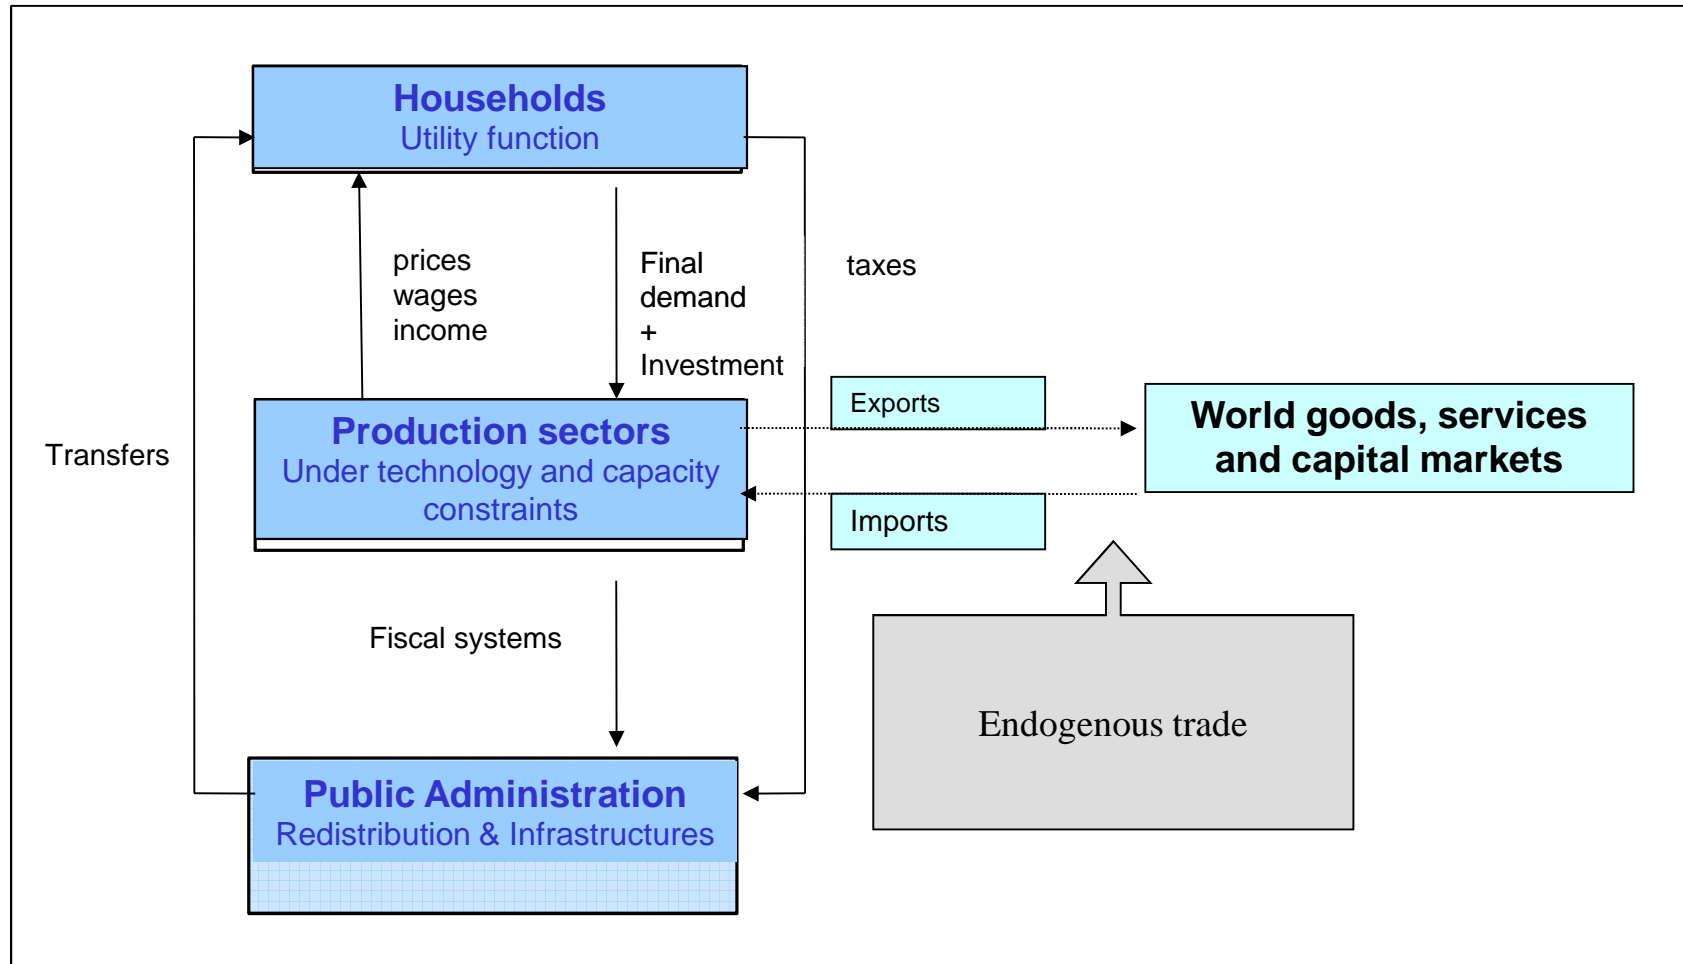 Households
Utility function
prices
wages
income
Final
demand
+
Investment
taxes
Transfers
Production sectors
Under technology and capacity
constraints
Exports
Imports
World goods, services
and capital markets
Fiscal systems
Endogenous trade
Public Administration
Redistribution & Infrastructures